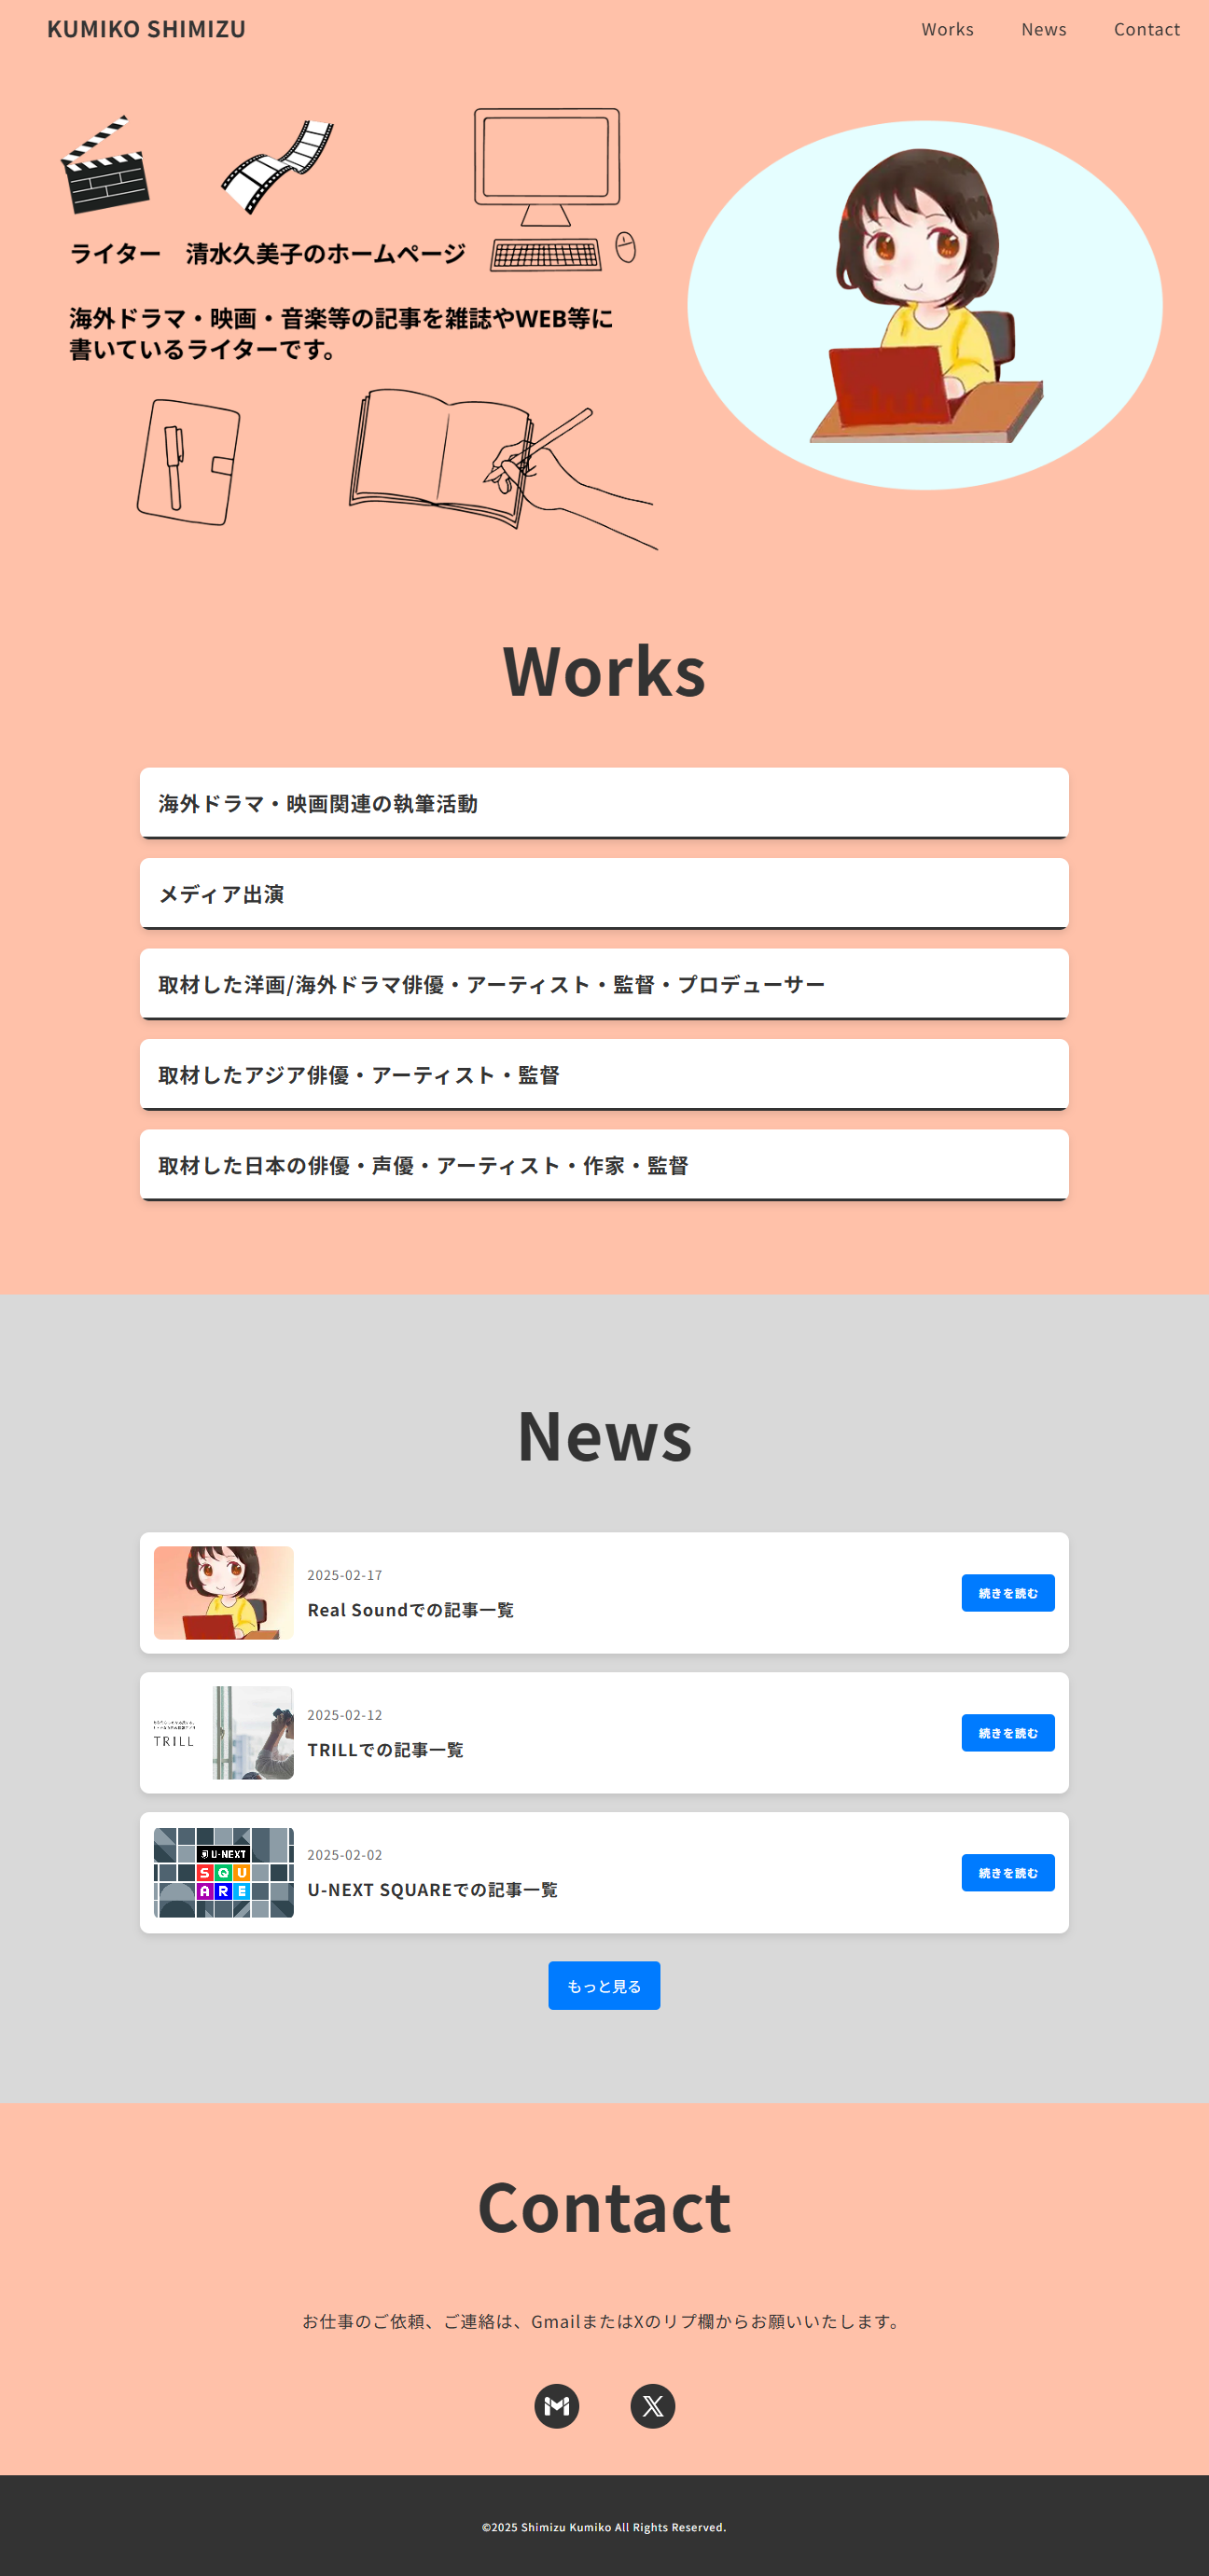 KUMIKO SHIMIZU
Works News Contact
ライター 清水久美子のホームページ
海外ドラマ・映画・音楽等の記事を雑誌やWEB等に
書いているライターです。
Works
海外ドラマ・映画関連の執筆活動
メディア出演
取材した洋画/海外ドラマ俳優・アーティスト・監督・プロデューサー
取材したアジア俳優・アーティスト・監督
取材した日本の俳優・声優・アーティスト・作家・監督
News
2025-02-17
Real Soundでの記事一覧
続きを読む
TRILL
2025-02-12
TRILLでの記事一覧
続きを読む
U-NEXT
SQU
ARE
2025-02-02
U-NEXT SQUAREでの記事一覧
続きを読む
もっと見る
Contact
お仕事のご依頼、ご連絡は、GmailまたはXのリプ欄からお願いいたします。
©2025 Shimizu Kumiko All Rights Reserved.